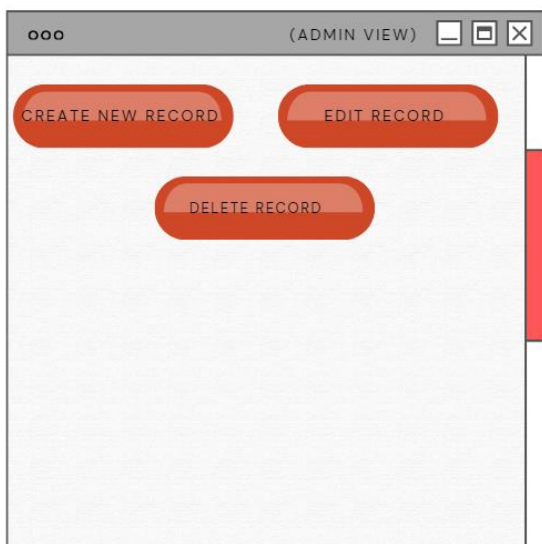 ooo (ADMIN VIEW)
CREATE NEW RECORD EDIT RECORD
DELETE RECORD